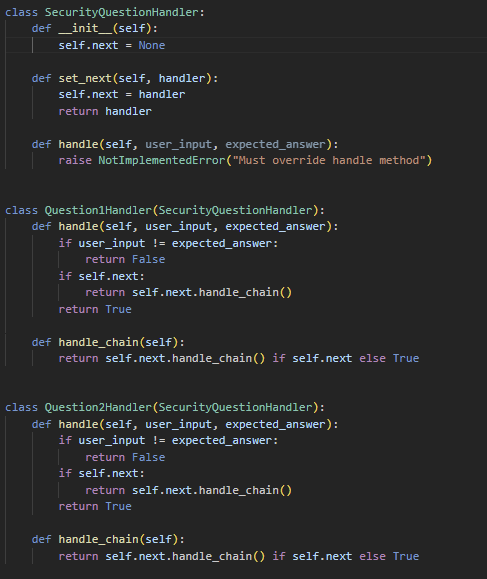 class SecurityQuestionHandler:
    def __init__(self):
        self.next = None

    def set_next(self, handler):
        self.next = handler
        return handler

    def handle(self, user_input, expected_answer):
        raise NotImplementedError("Must override handle method")


class Question1Handler(SecurityQuestionHandler):
    def handle(self, user_input, expected_answer):
        if user_input != expected_answer:
            return False
        if self.next:
            return self.next.handle_chain()
        return True

    def handle_chain(self):
        return self.next.handle_chain() if self.next else True


class Question2Handler(SecurityQuestionHandler):
    def handle(self, user_input, expected_answer):
        if user_input != expected_answer:
            return False
        if self.next:
            return self.next.handle_chain()
        return True

    def handle_chain(self):
        return self.next.handle_chain() if self.next else True